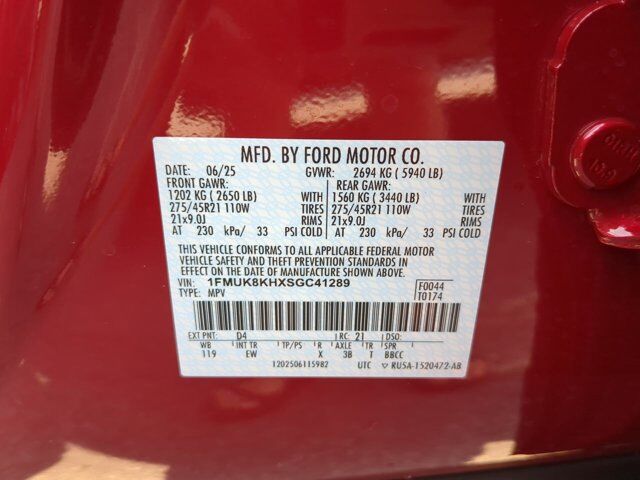 MFD. BY FORD MOTOR CO.
DATE: 06/25 GVWR: 2694 KG ( 5940 LB)
FRONT GAWR: REAR GAWR:
1202 KG ( 2650 LB) WITH 1560 KG ( 3440 LB) WITH
275/45R21 110W TIRES 275/45R21 110W TIRES
21x9.0J RIMS 21x9.0J RIMS
AT 230 kPa/ 33 PSI COLD AT 230 kPa/ 33 PSI COLD
THIS VEHICLE CONFORMS TO ALL APPLICABLE FEDERAL MOTOR
VEHICLE SAFETY AND THEFT PREVENTION STANDARDS IN
EFFECT ON THE DATE OF MANUFACTURE SHOWN ABOVE.
VIN: 1FMUK8KHXSGC41289 F0044
TYPE: MPV T0174
EXT PNT: D4 RC: 21 DSO:
WB INT TR TP/PS R AXLE TR SPR
119 EW X 3B T BBCC
1202506115982 UTC ▽ RU5A-1520472-AB